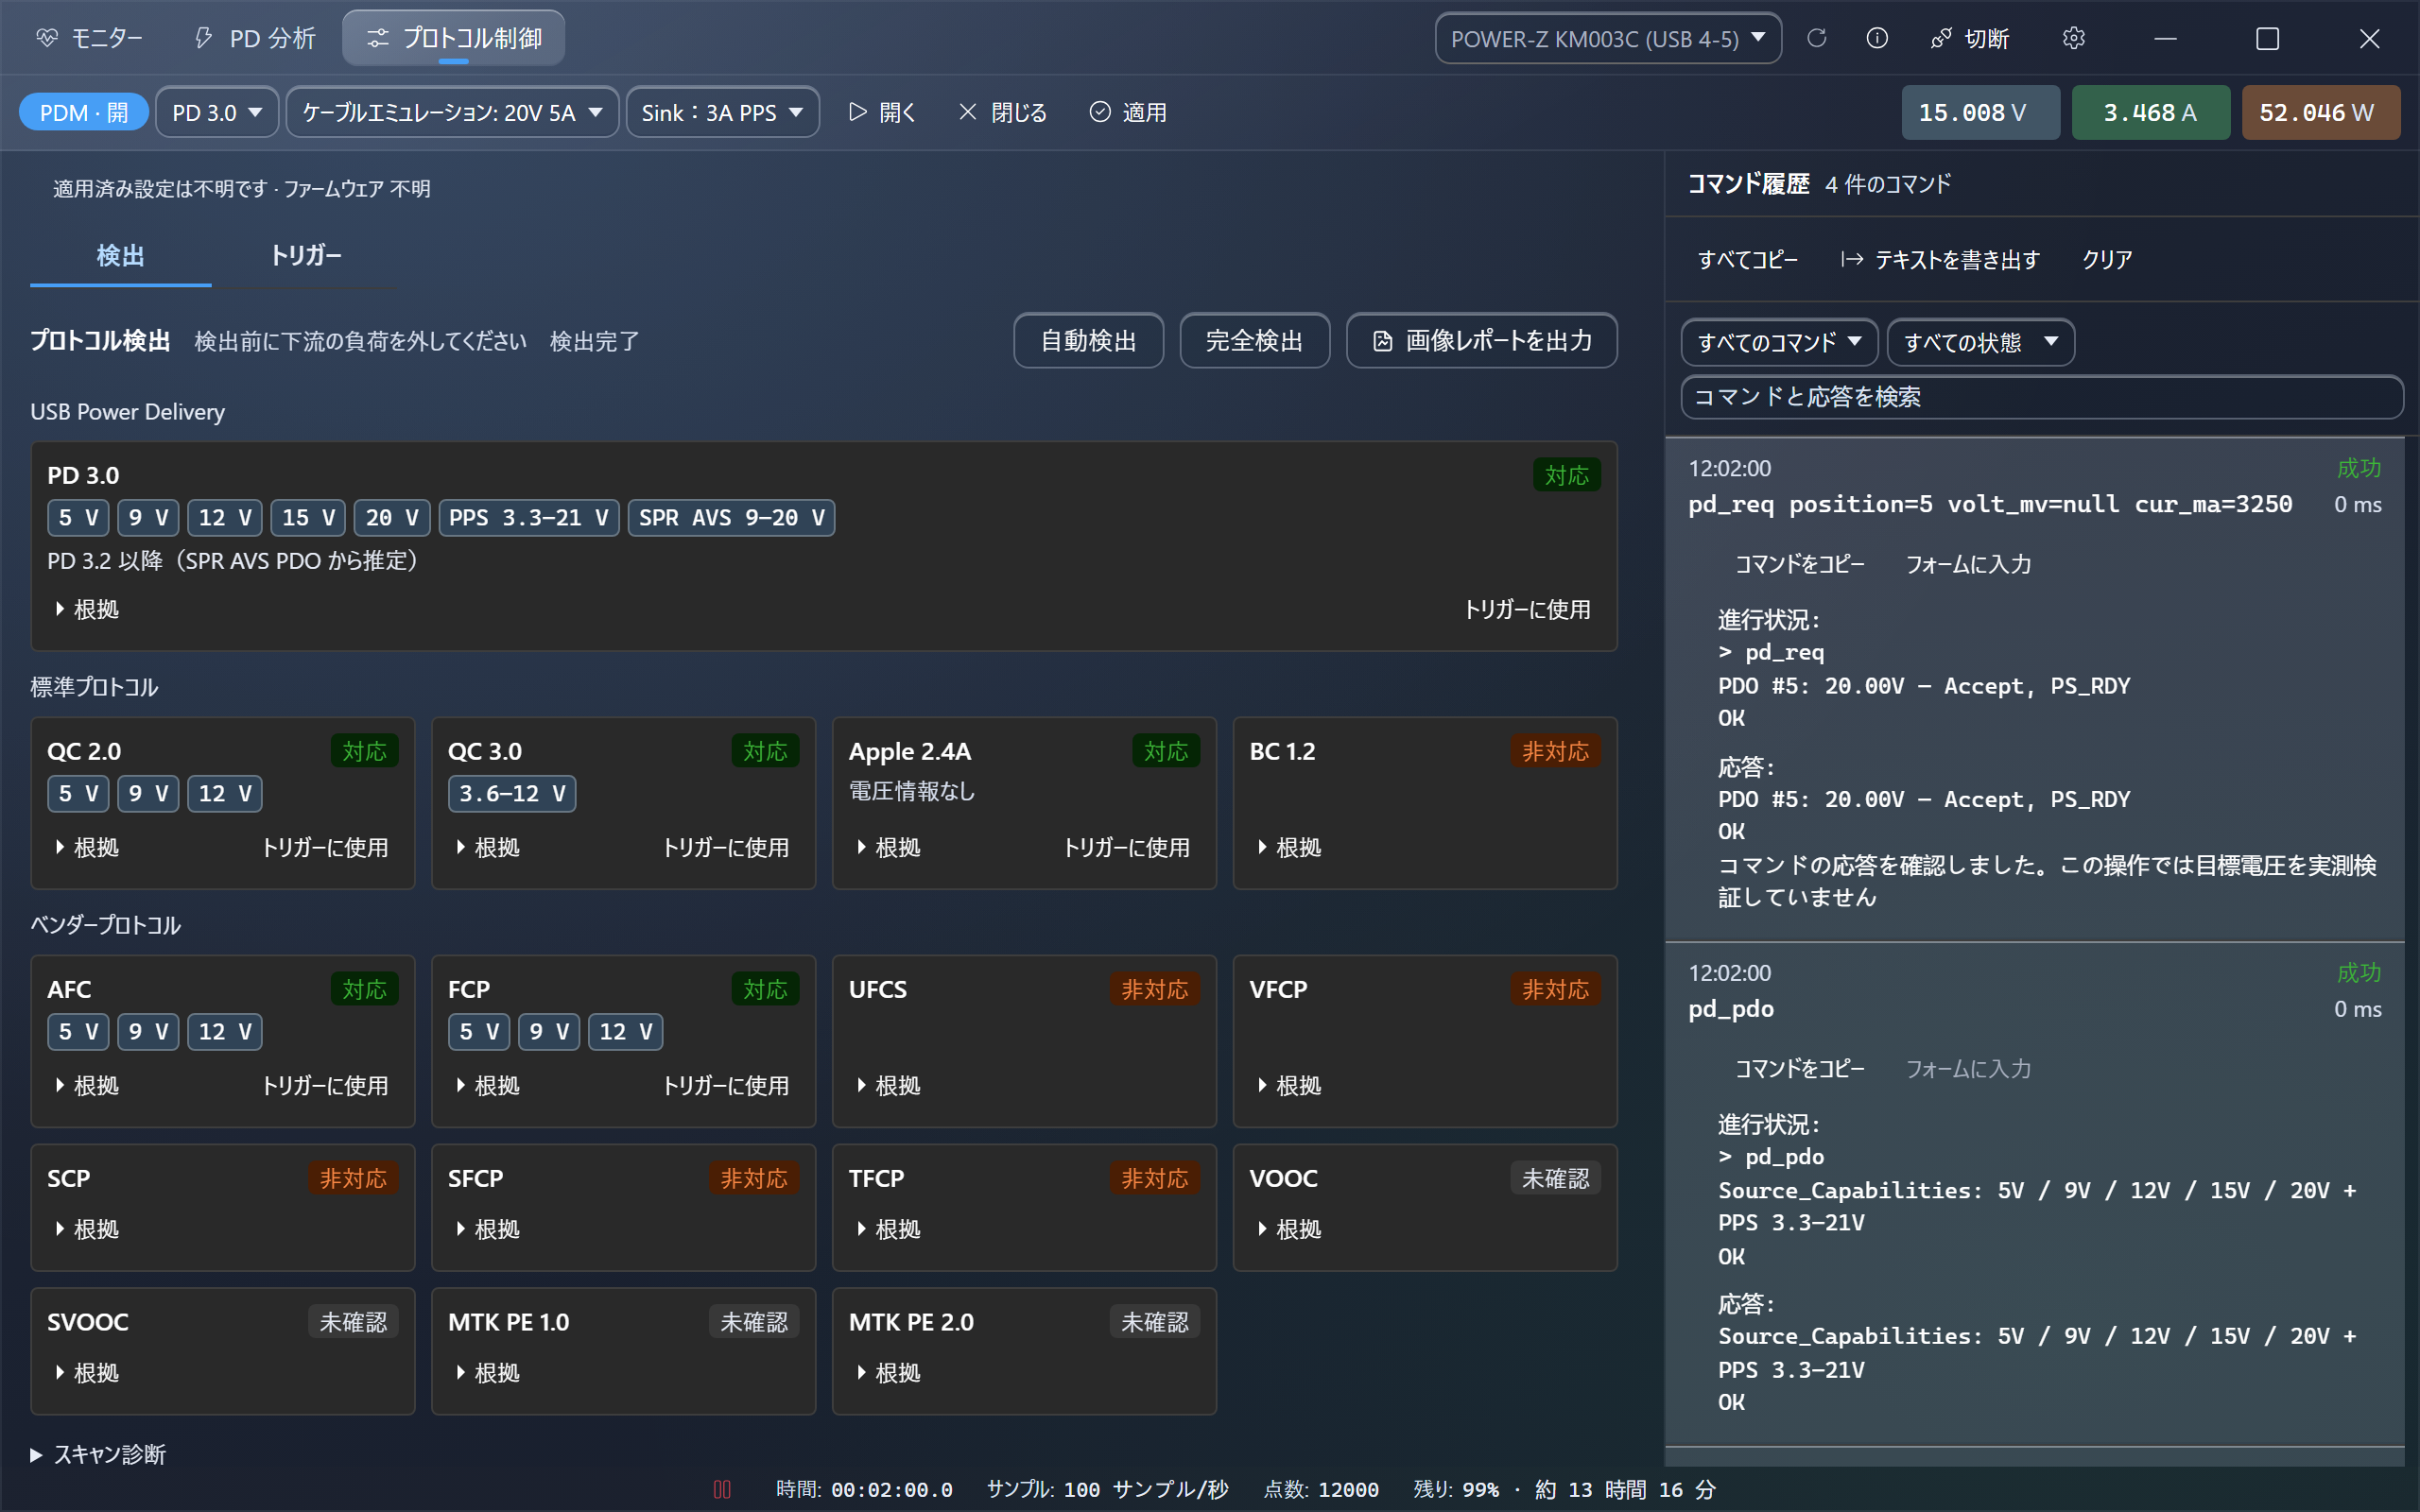 モニター
PD 分析
プロトコル制御
POWER-Z KM003C (USB 4-5)
切断
PDM · 開
PD 3.0
ケーブルエミュレーション: 20V 5A
Sink：3A PPS
開く
閉じる
適用
15.008 V
3.468 A
52.046 W
適用済み設定は不明です · ファームウェア 不明
検出
トリガー
プロトコル検出 検出前に下流の負荷を外してください 検出完了
自動検出
完全検出
画像レポートを出力
USB Power Delivery
PD 3.0 対応
5 V 9 V 12 V 15 V 20 V PPS 3.3–21 V SPR AVS 9–20 V
PD 3.2 以降（SPR AVS PDO から推定）
根拠 トリガーに使用
標準プロトコル
QC 2.0 対応
5 V 9 V 12 V
根拠 トリガーに使用
QC 3.0 対応
3.6–12 V
根拠 トリガーに使用
Apple 2.4A 対応
電圧情報なし
根拠 トリガーに使用
BC 1.2 非対応
根拠
ベンダープロトコル
AFC 対応
5 V 9 V 12 V
根拠 トリガーに使用
FCP 対応
5 V 9 V 12 V
根拠 トリガーに使用
UFCS 非対応
根拠
VFCP 非対応
根拠
SCP 非対応
根拠
SFCP 非対応
根拠
TFCP 非対応
根拠
VOOC 未確認
根拠
SVOOC 未確認
根拠
MTK PE 1.0 未確認
根拠
MTK PE 2.0 未確認
根拠
スキャン診断
コマンド履歴 4 件のコマンド
すべてコピー テキストを書き出す クリア
すべてのコマンド すべての状態
コマンドと応答を検索
12:02:00 成功
pd_req position=5 volt_mv=null cur_ma=3250 0 ms
コマンドをコピー フォームに入力
進行状況:
> pd_req
PDO #5: 20.00V — Accept, PS_RDY
OK
応答:
PDO #5: 20.00V — Accept, PS_RDY
OK
コマンドの応答を確認しました。この操作では目標電圧を実測検
証していません
12:02:00 成功
pd_pdo 0 ms
コマンドをコピー フォームに入力
進行状況:
> pd_pdo
Source_Capabilities: 5V / 9V / 12V / 15V / 20V +
PPS 3.3–21V
OK
応答:
Source_Capabilities: 5V / 9V / 12V / 15V / 20V +
PPS 3.3–21V
OK
時間: 00:02:00.0 サンプル: 100 サンプル/秒 点数: 12000 残り: 99% · 約 13 時間 16 分